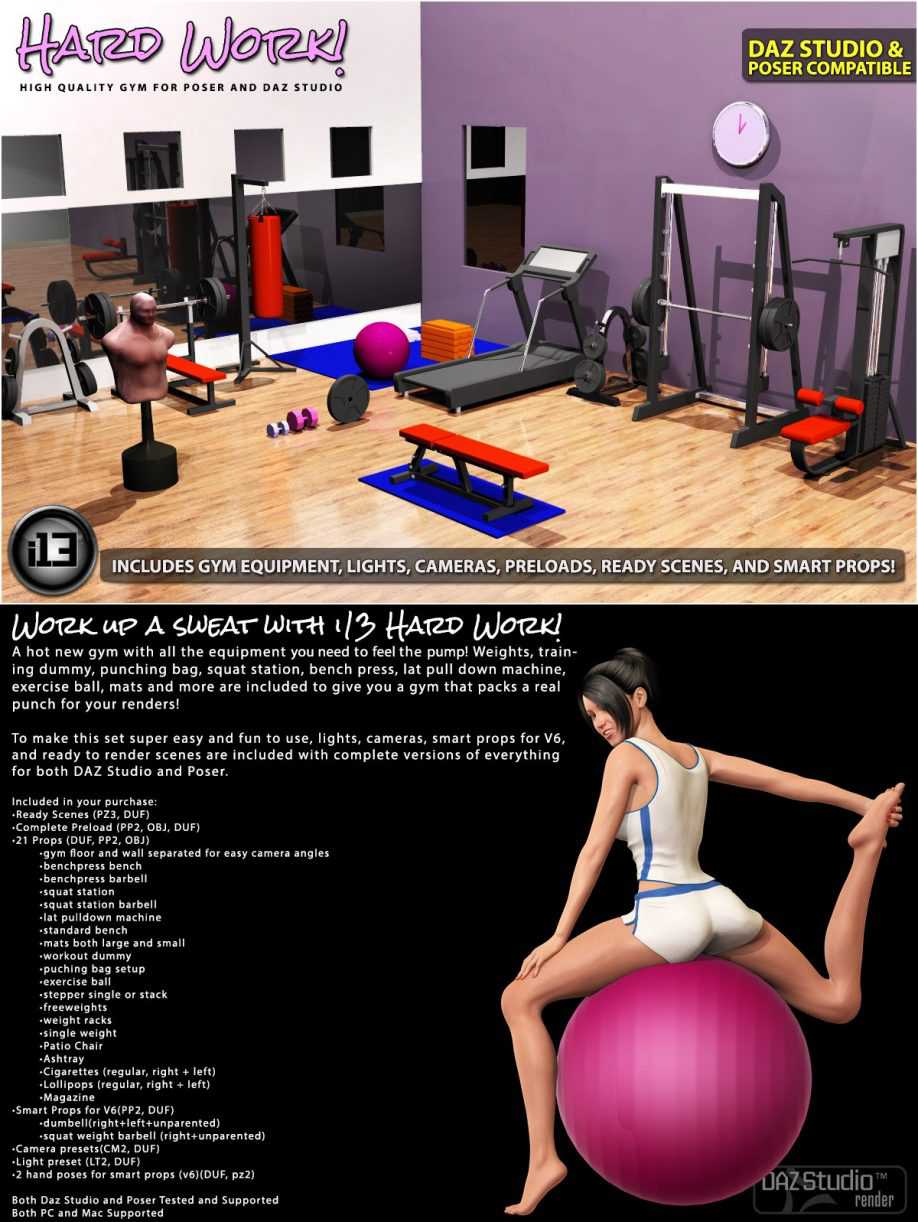 Hard Work!
HIGH QUALITY GYM FOR POSER AND DAZ STUDIO
DAZ STUDIO &
POSER COMPATIBLE
i13
INCLUDES GYM EQUIPMENT, LIGHTS, CAMERAS, PRELOADS, READY SCENES, AND SMART PROPS!
Work up a sweat with i13 Hard Work!
A hot new gym with all the equipment you need to feel the pump! Weights, train-
ing dummy, punching bag, squat station, bench press, lat pull down machine,
exercise ball, mats and more are included to give you a gym that packs a real
punch for your renders!
To make this set super easy and fun to use, lights, cameras, smart props for V6,
and ready to render scenes are included with complete versions of everything
for both DAZ Studio and Poser.
Included in your purchase:
•Ready Scenes (PZ3, DUF)
•Complete Preload (PP2, OBJ, DUF)
•21 Props (DUF, PP2, OBJ)
•gym floor and wall separated for easy camera angles
•benchpress bench
•benchpress barbell
•squat station
•squat station barbell
•lat pulldown machine
•standard bench
•mats both large and small
•workout dummy
•puching bag setup
•exercise ball
•stepper single or stack
•freeweights
•weight racks
•single weight
•Patio Chair
•Ashtray
•Cigarettes (regular, right + left)
•Lollipops (regular, right + left)
•Magazine
•Smart Props for V6(PP2, DUF)
•dumbell(right+left+unparented)
•squat weight barbell (right+unparented)
•Camera presets(CM2, DUF)
•Light preset (LT2, DUF)
•2 hand poses for smart props (v6)(DUF, pz2)
Both Daz Studio and Poser Tested and Supported
Both PC and Mac Supported
DAZ Studio™
render